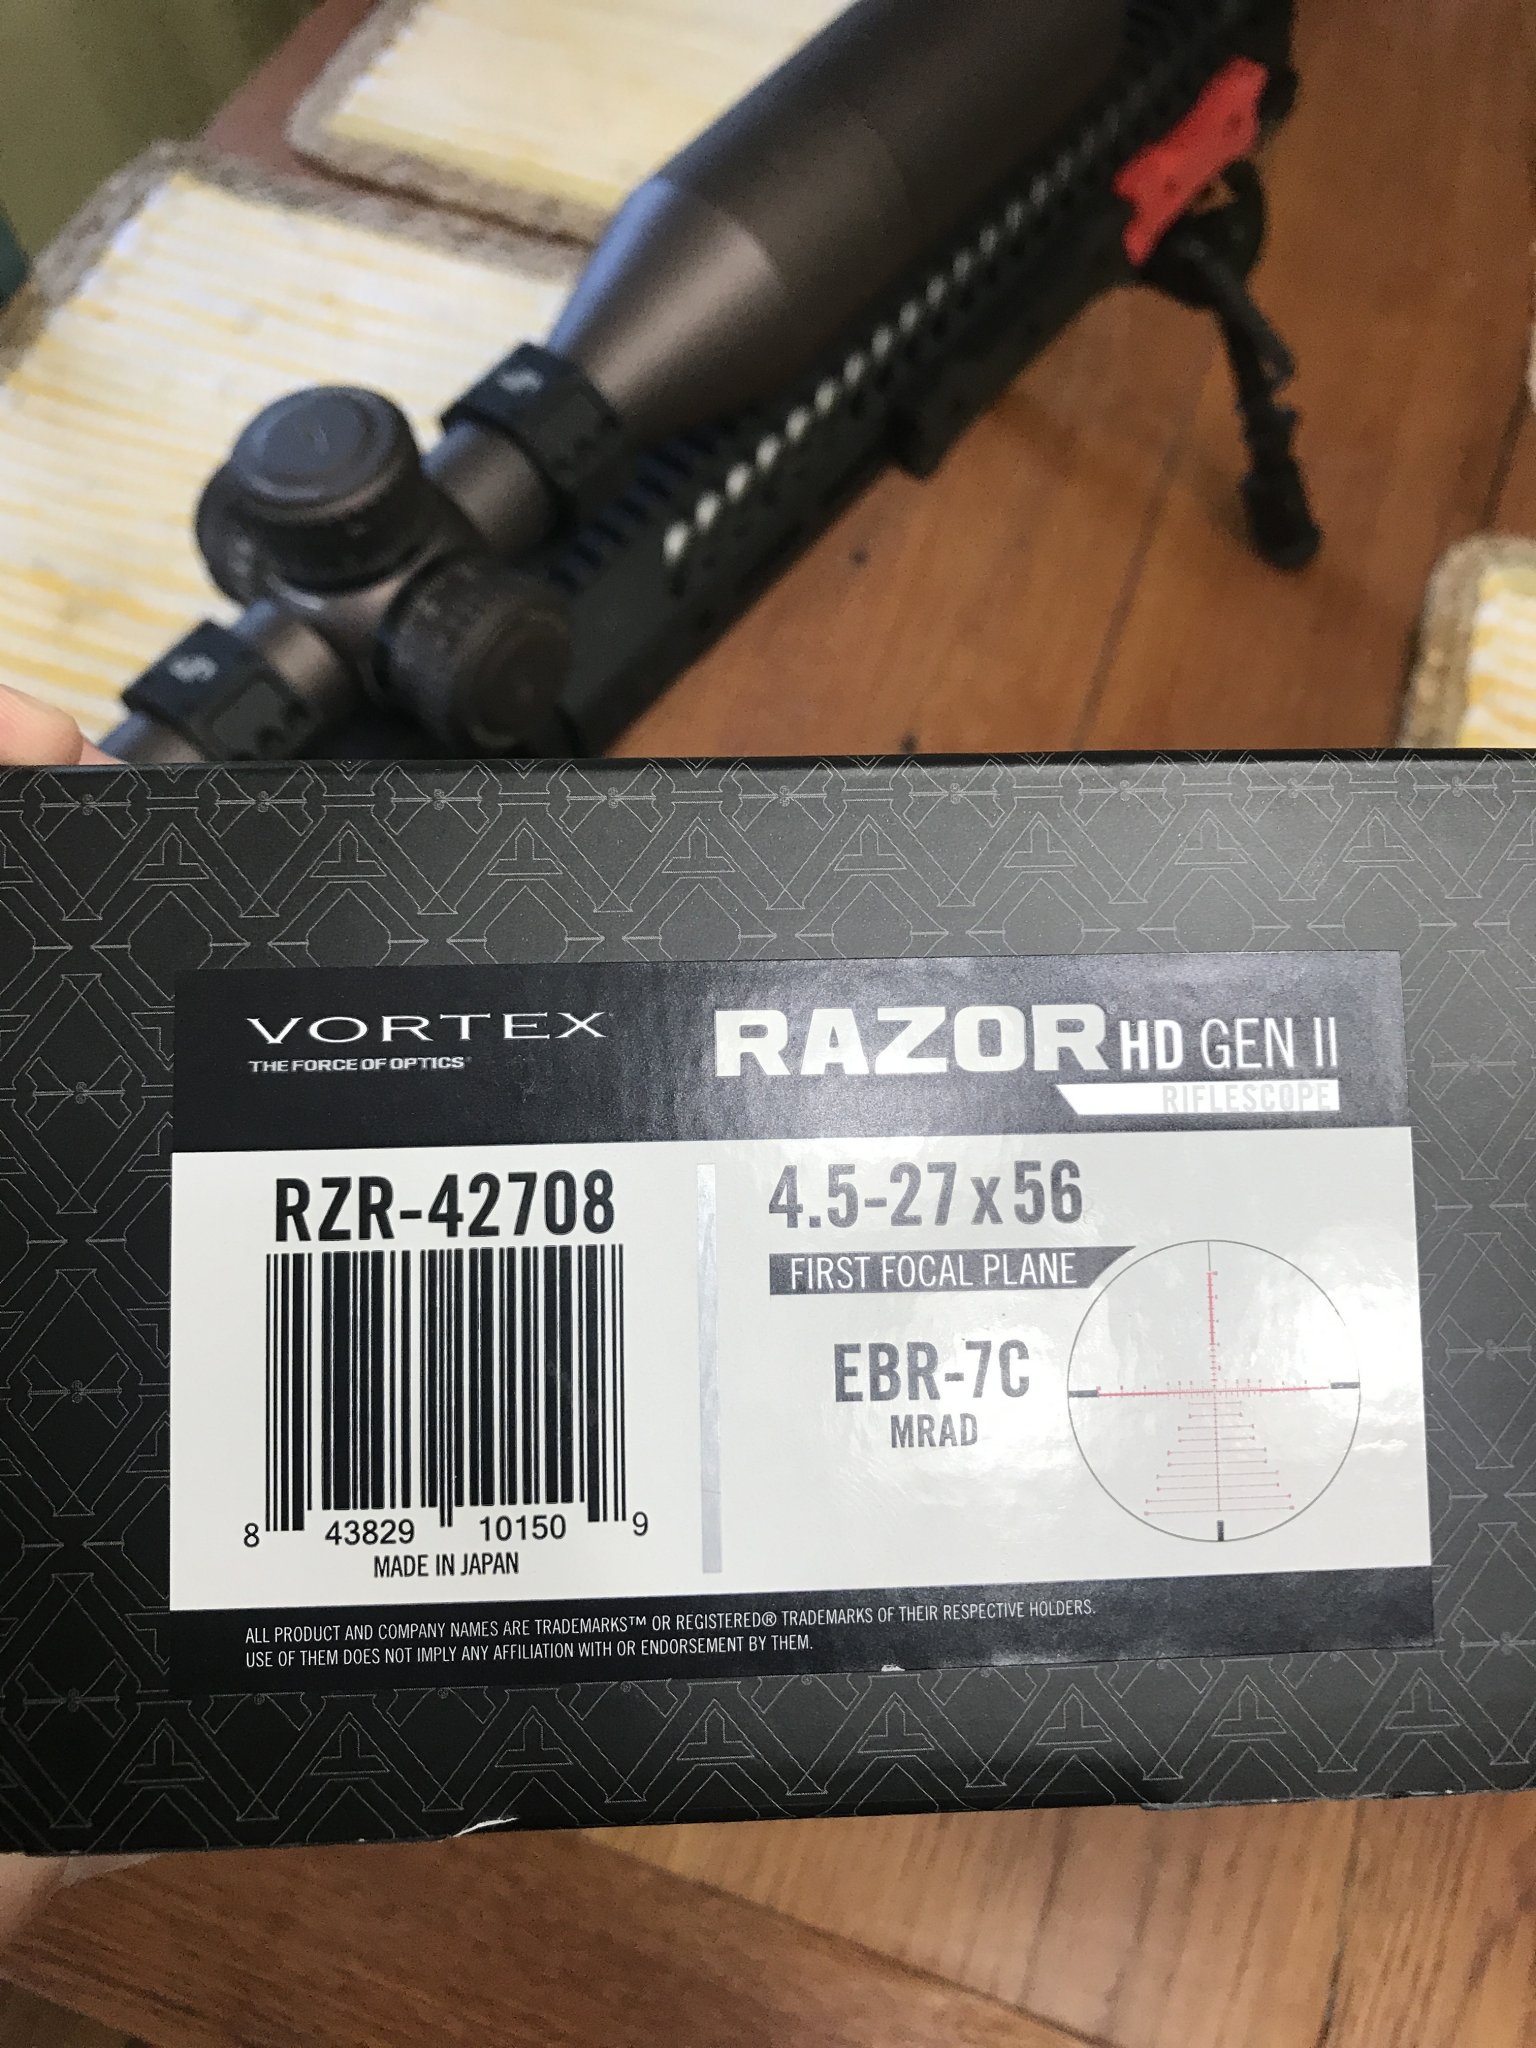 VORTEX
THE FORCE OF OPTICS®
RAZOR® HD GEN II
RIFLESCOPE
RZR-42708
8 43829 10150 9
MADE IN JAPAN
4.5-27x56
FIRST FOCAL PLANE
EBR-7C
MRAD
ALL PRODUCT AND COMPANY NAMES ARE TRADEMARKS™ OR REGISTERED® TRADEMARKS OF THEIR RESPECTIVE HOLDERS.
USE OF THEM DOES NOT IMPLY ANY AFFILIATION WITH OR ENDORSEMENT BY THEM.